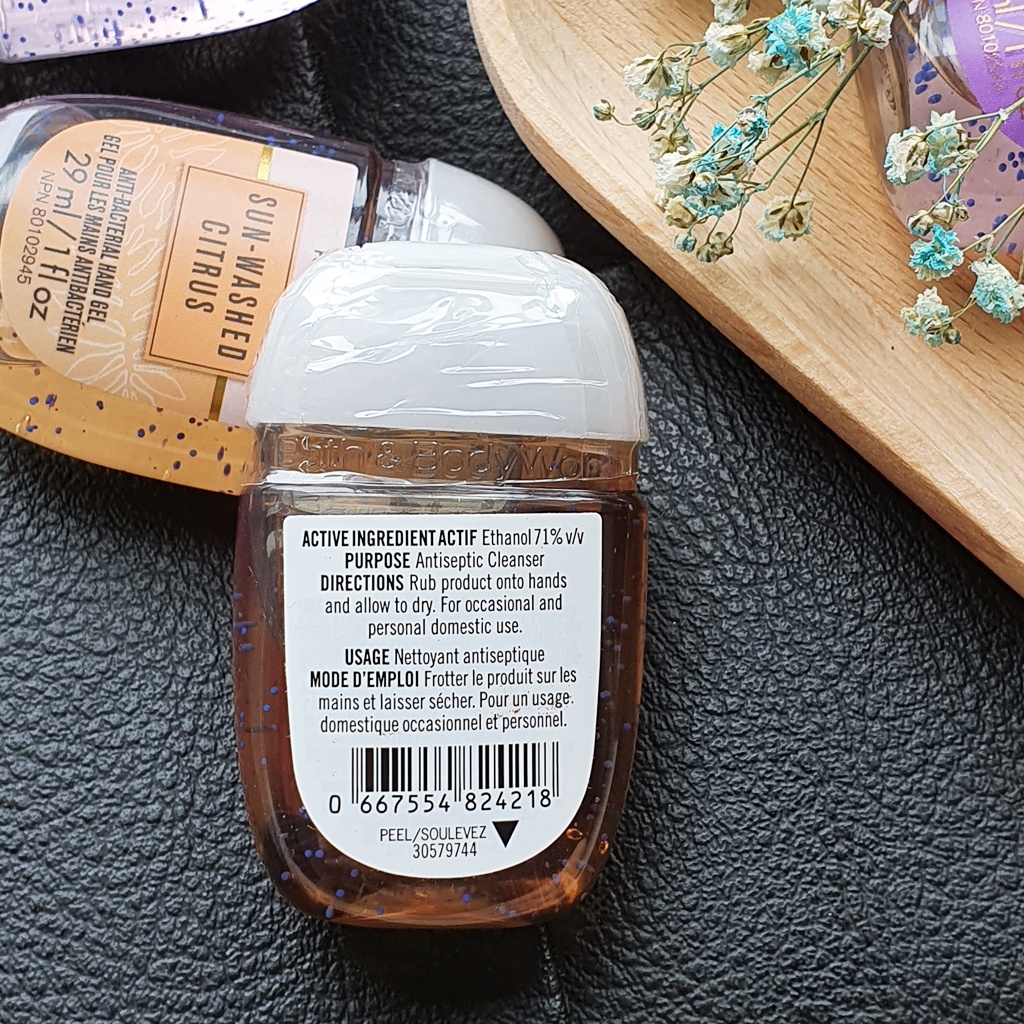 SUN-WASHED
CITRUS
ANTI-BACTERIAL HAND GEL
GEL POUR LES MAINS ANTIBACTÉRIEN
29 ml/1 fl oz
NPN 80102945
Bath & Body Wor
ACTIVE INGREDIENT ACTIF Ethanol 71% v/v
PURPOSE Antiseptic Cleanser
DIRECTIONS Rub product onto hands
and allow to dry. For occasional and
personal domestic use.
USAGE Nettoyant antiseptique
MODE D'EMPLOI Frotter le produit sur les
mains et laisser sécher. Pour un usage
domestique occasionnel et personnel.
0 667554 824218
PEEL/SOULEVEZ
30579744